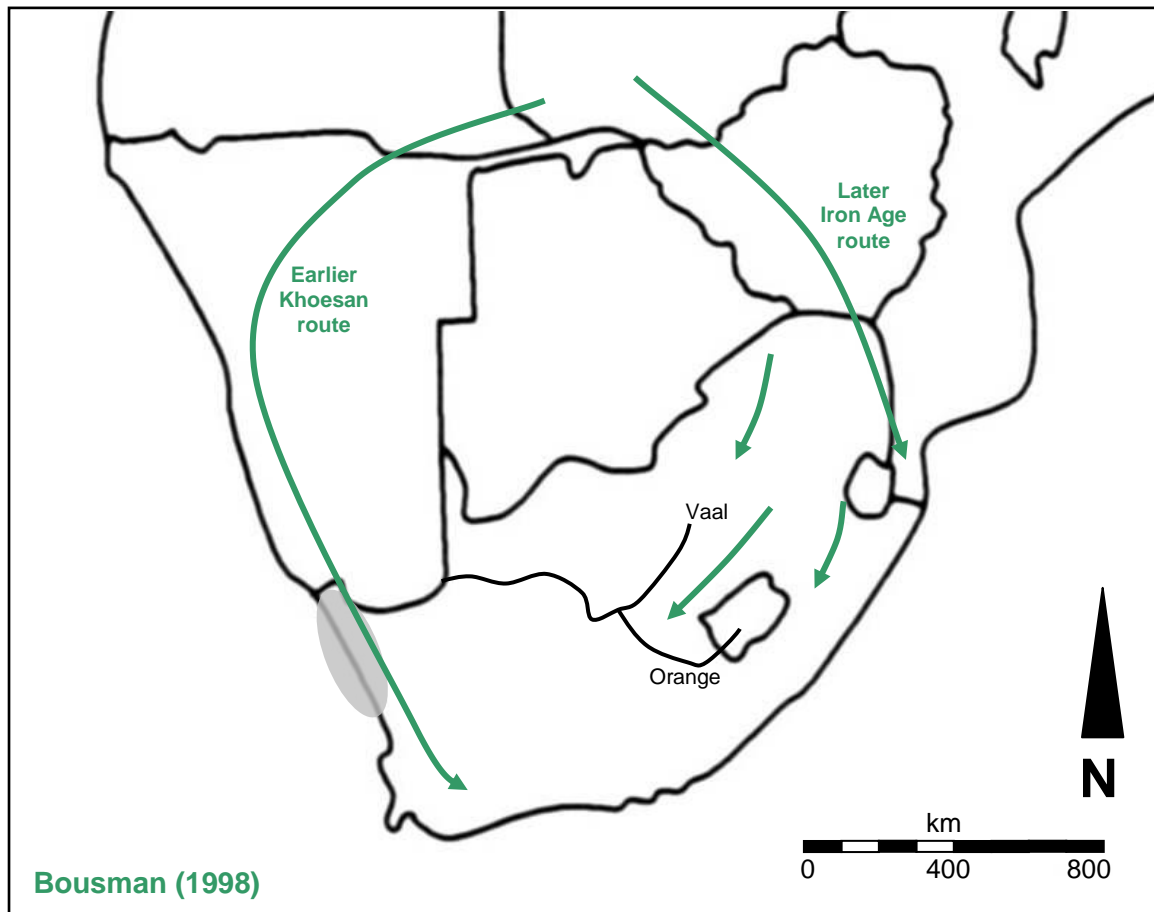 Later
Iron Age
route
Earlier
Khoesan
route
Vaal
Orange
N
km
0 400 800
Bousman (1998)